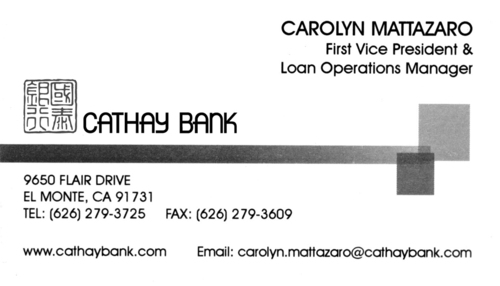 CAROLYN MATTAZARO
First Vice President &
Loan Operations Manager
國泰
銀行
CATHAY BANK
9650 FLAIR DRIVE
EL MONTE, CA 91731
TEL: (626) 279-3725 FAX: (626) 279-3609
www.cathaybank.com Email: carolyn.mattazaro@cathaybank.com